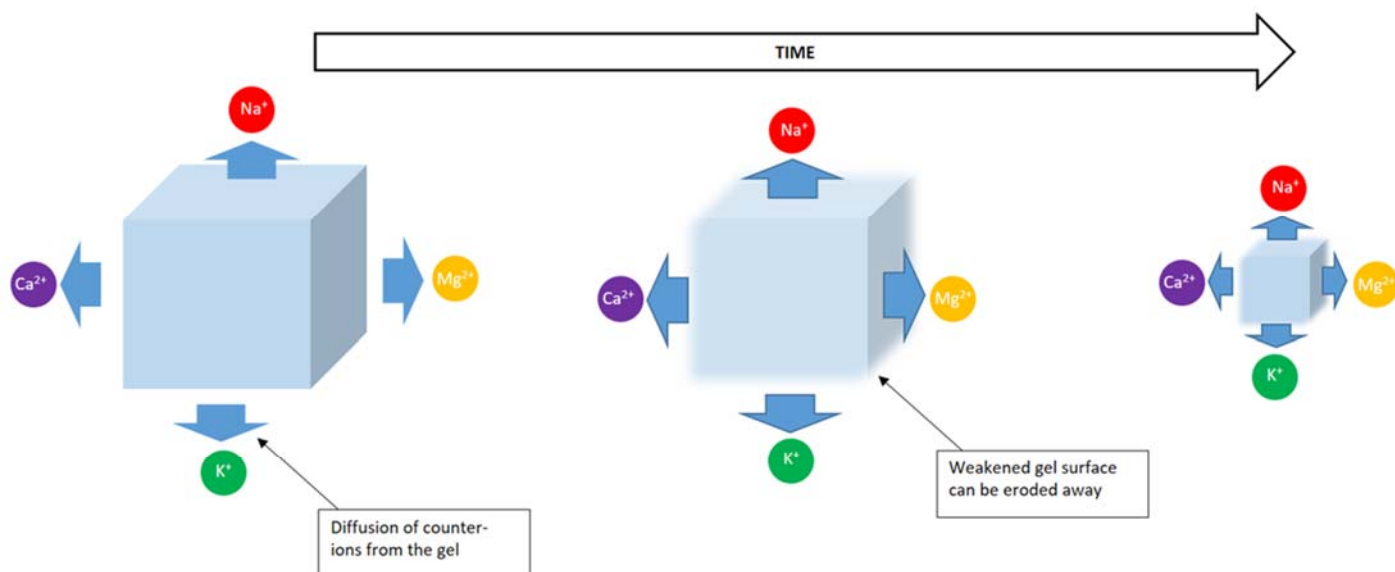 TIME
Na⁺
Ca²⁺
Mg²⁺
K⁺
Diffusion of counter-
ions from the gel
Na⁺
Ca²⁺
Mg²⁺
K⁺
Weakened gel surface
can be eroded away
Na⁺
Ca²⁺
Mg²⁺
K⁺